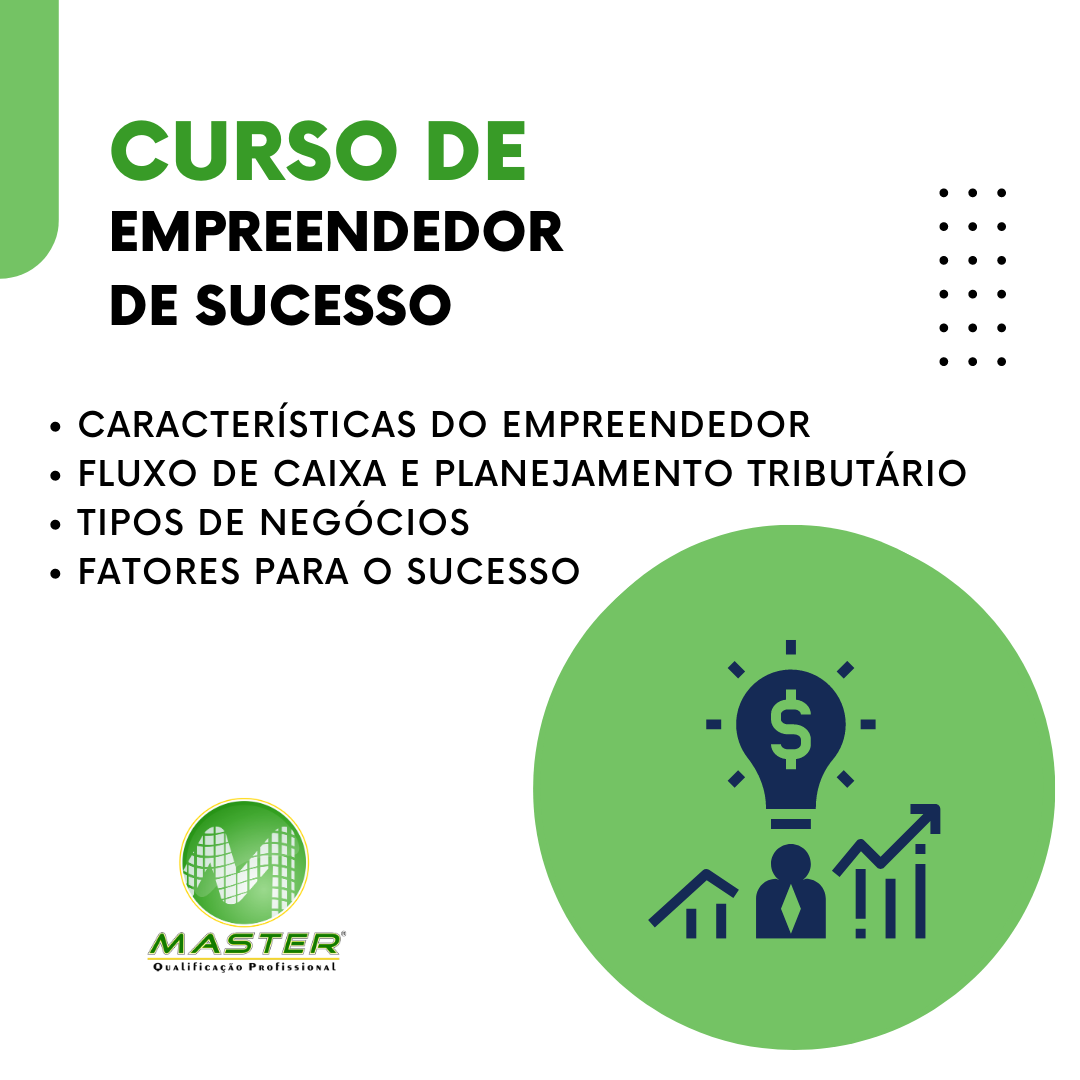 CURSO DE
EMPREENDEDOR
DE SUCESSO
• CARACTERÍSTICAS DO EMPREENDEDOR
• FLUXO DE CAIXA E PLANEJAMENTO TRIBUTÁRIO
• TIPOS DE NEGÓCIOS
• FATORES PARA O SUCESSO
$
M
MASTER®
Qualificação Profissional